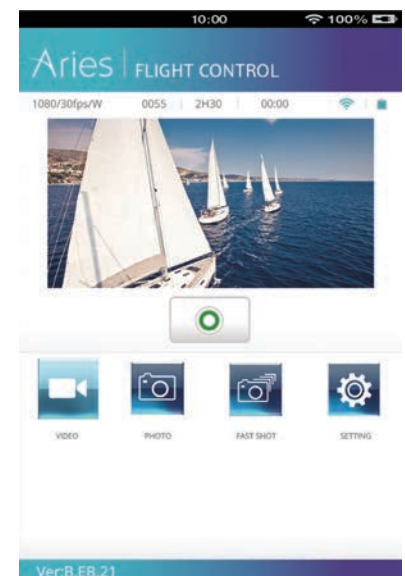 10:00 100%
Aries | FLIGHT CONTROL
1080/30fps/W 0055 2H30 00:00
VIDEO PHOTO FAST SHOT SETTING
Ver:B.EB.21